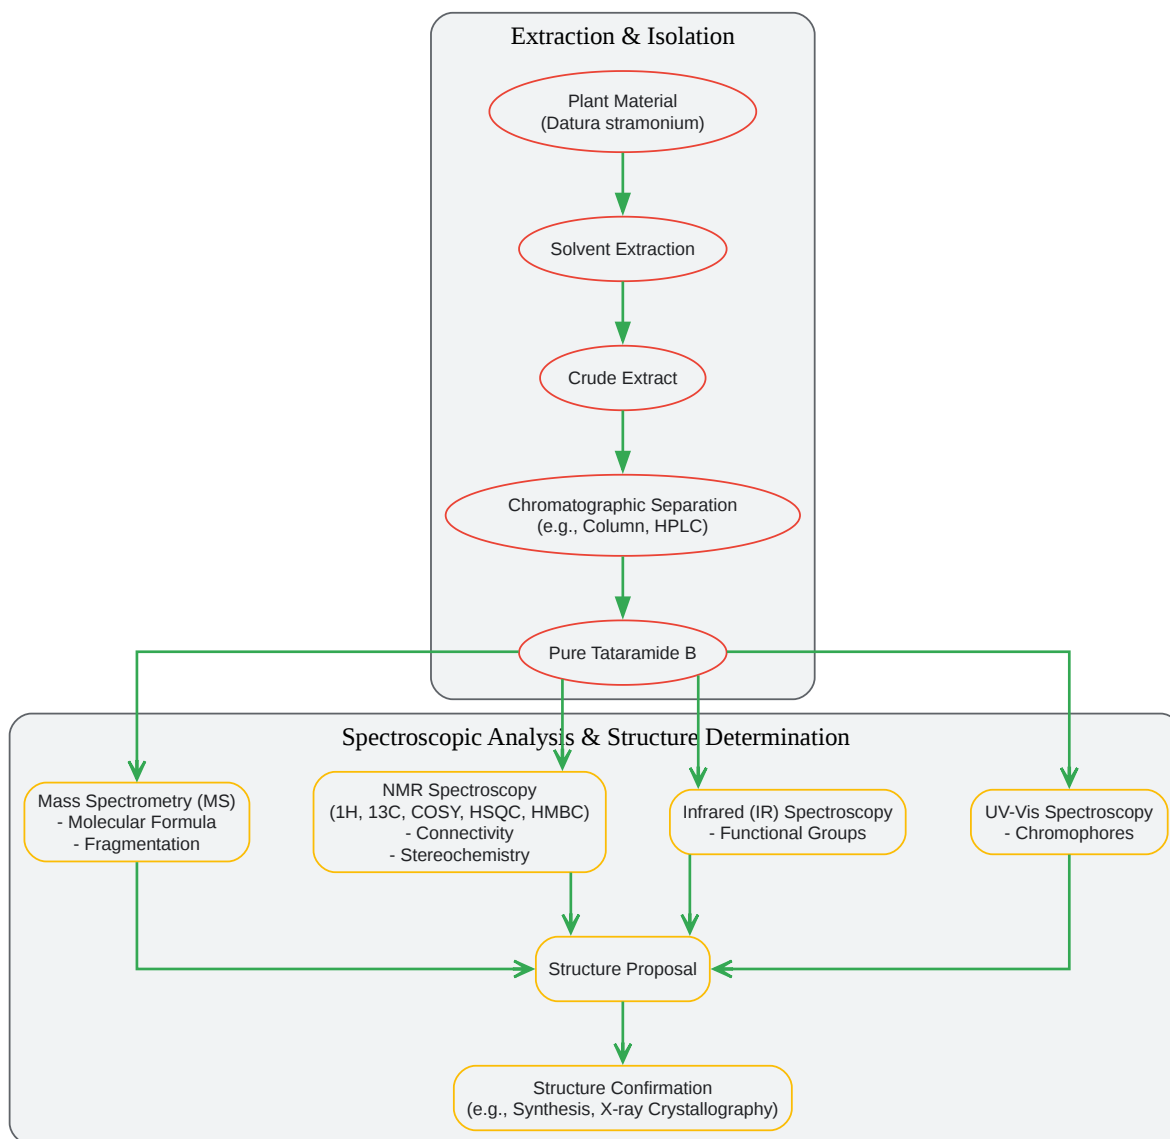 Extraction & Isolation
Plant Material
(Datura stramonium)
Solvent Extraction
Crude Extract
Chromatographic Separation
(e.g., Column, HPLC)
Pure Tataramide B
Spectroscopic Analysis & Structure Determination
Mass Spectrometry (MS)
- Molecular Formula
- Fragmentation
NMR Spectroscopy
(1H, 13C, COSY, HSQC, HMBC)
- Connectivity
- Stereochemistry
Infrared (IR) Spectroscopy
- Functional Groups
UV-Vis Spectroscopy
- Chromophores
Structure Proposal
Structure Confirmation
(e.g., Synthesis, X-ray Crystallography)